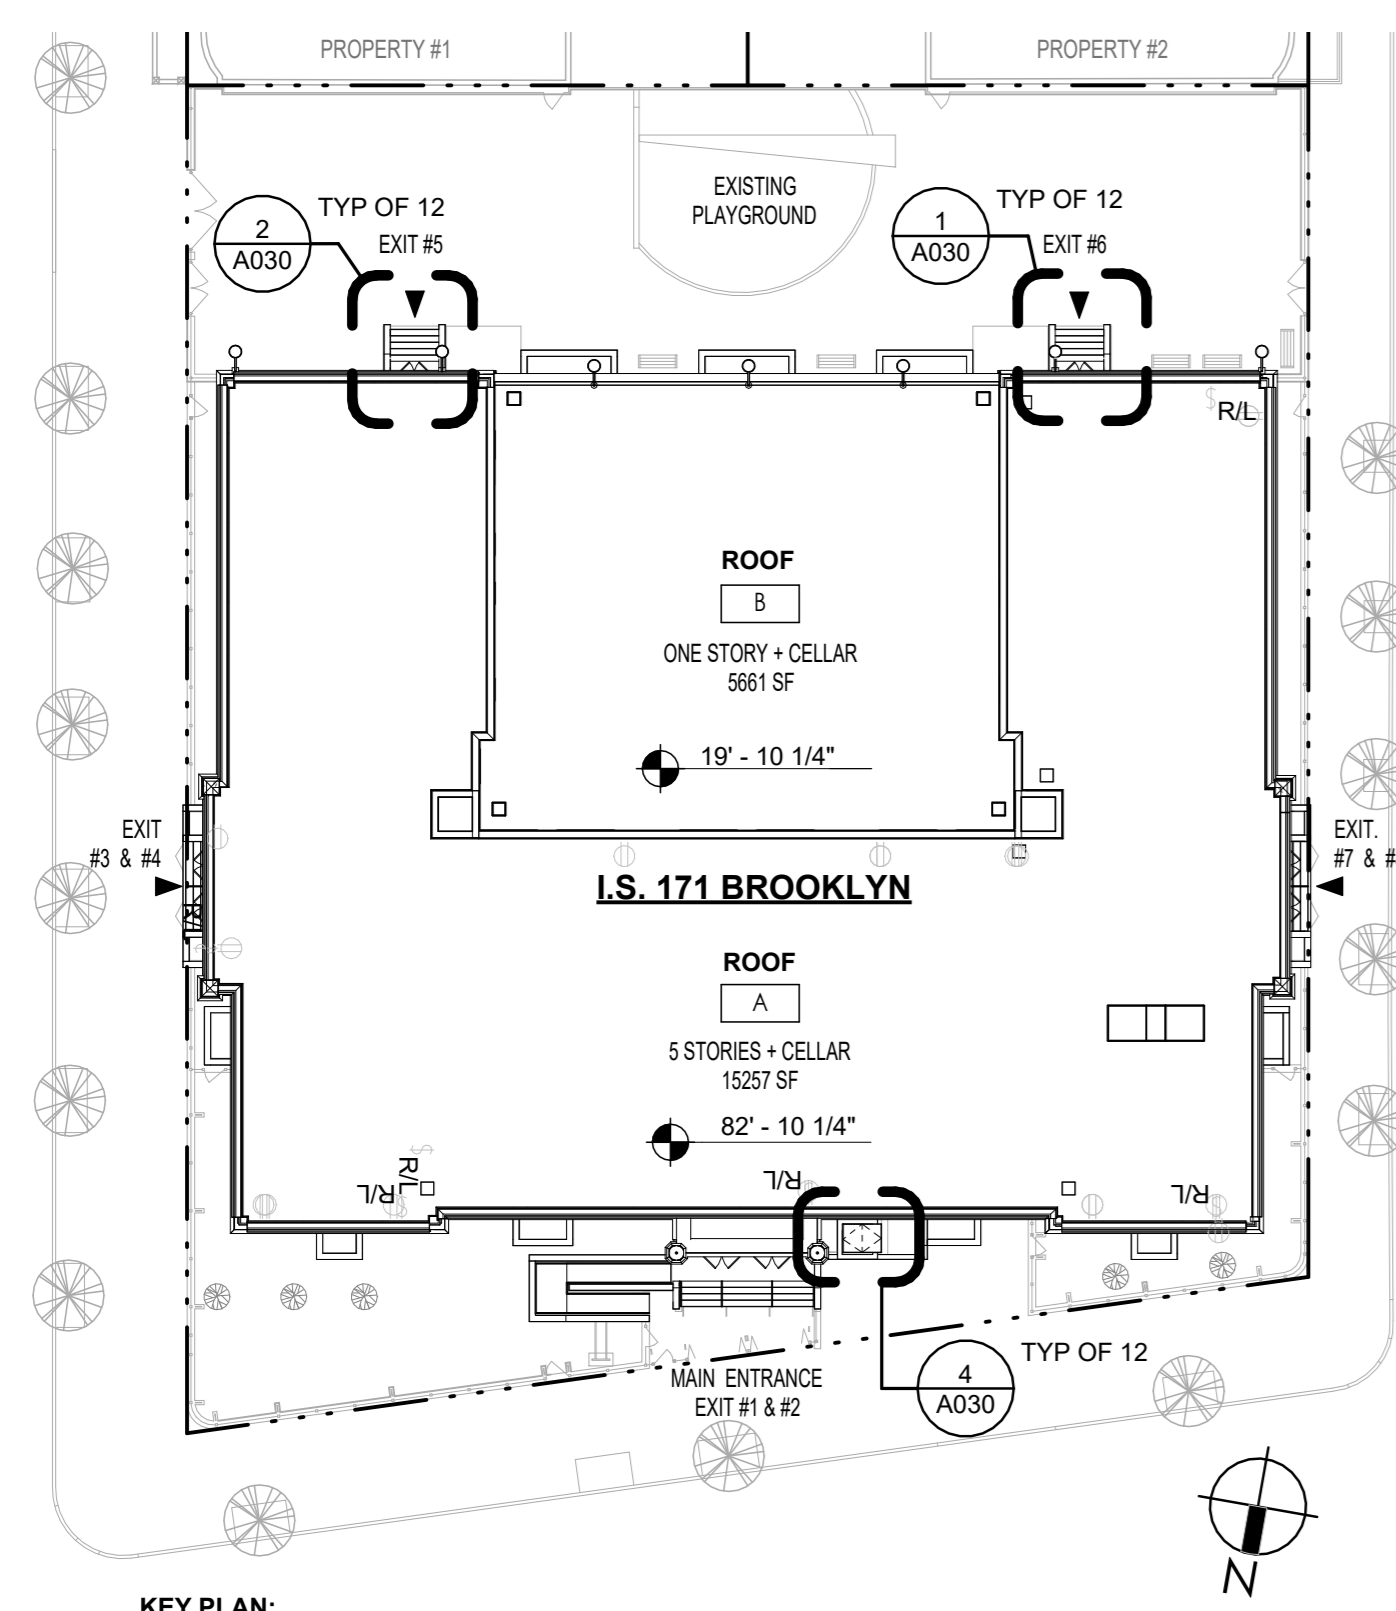 PROPERTY #1
PROPERTY #2
EXISTING
PLAYGROUND
TYP OF 12
2
A030
EXIT #5
TYP OF 12
1
A030
EXIT #6
R/L
ROOF
B
ONE STORY + CELLAR
5661 SF
19' - 10 1/4"
EXIT
#3 & #4
EXIT.
#7 & #
I.S. 171 BROOKLYN
ROOF
A
5 STORIES + CELLAR
15257 SF
82' - 10 1/4"
R/L
R/L
R/L
R/L
TYP OF 12
4
A030
MAIN ENTRANCE
EXIT #1 & #2
N
KEY PLAN: